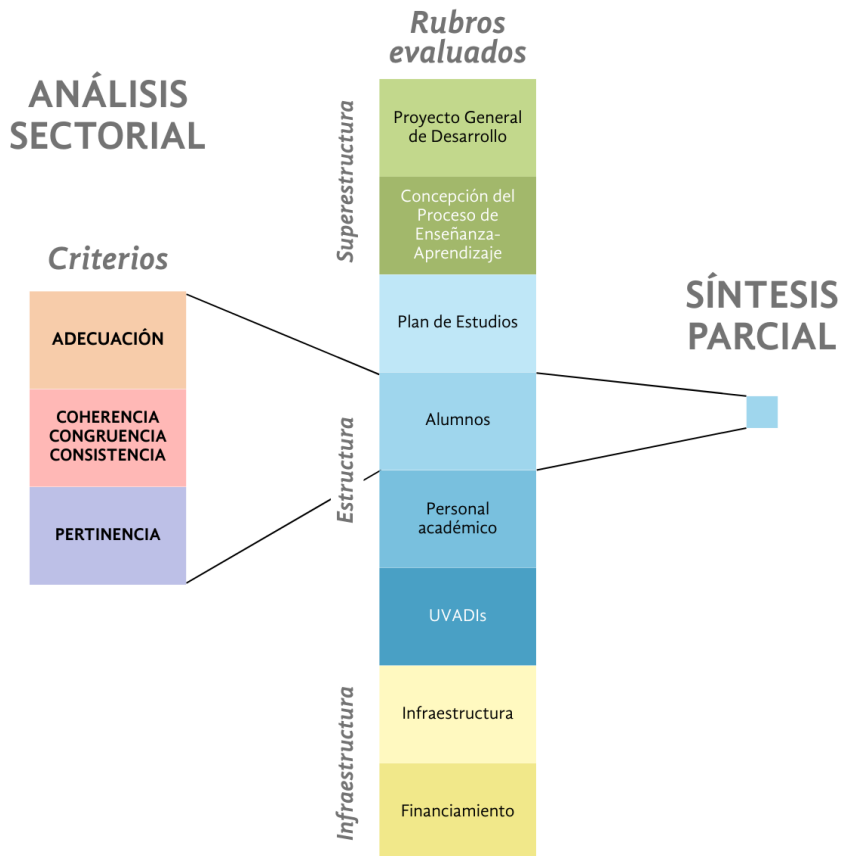 ANÁLISIS
SECTORIAL
Criterios
ADECUACIÓN
COHERENCIA
CONGRUENCIA
CONSISTENCIA
PERTINENCIA
Rubros
evaluados
Superestructura
Proyecto General
de Desarrollo
Concepción del
Proceso de
Enseñanza-
Aprendizaje
Estructura
Plan de Estudios
Alumnos
Personal
académico
UVADIs
Infraestructura
Infraestructura
Financiamiento
SÍNTESIS
PARCIAL